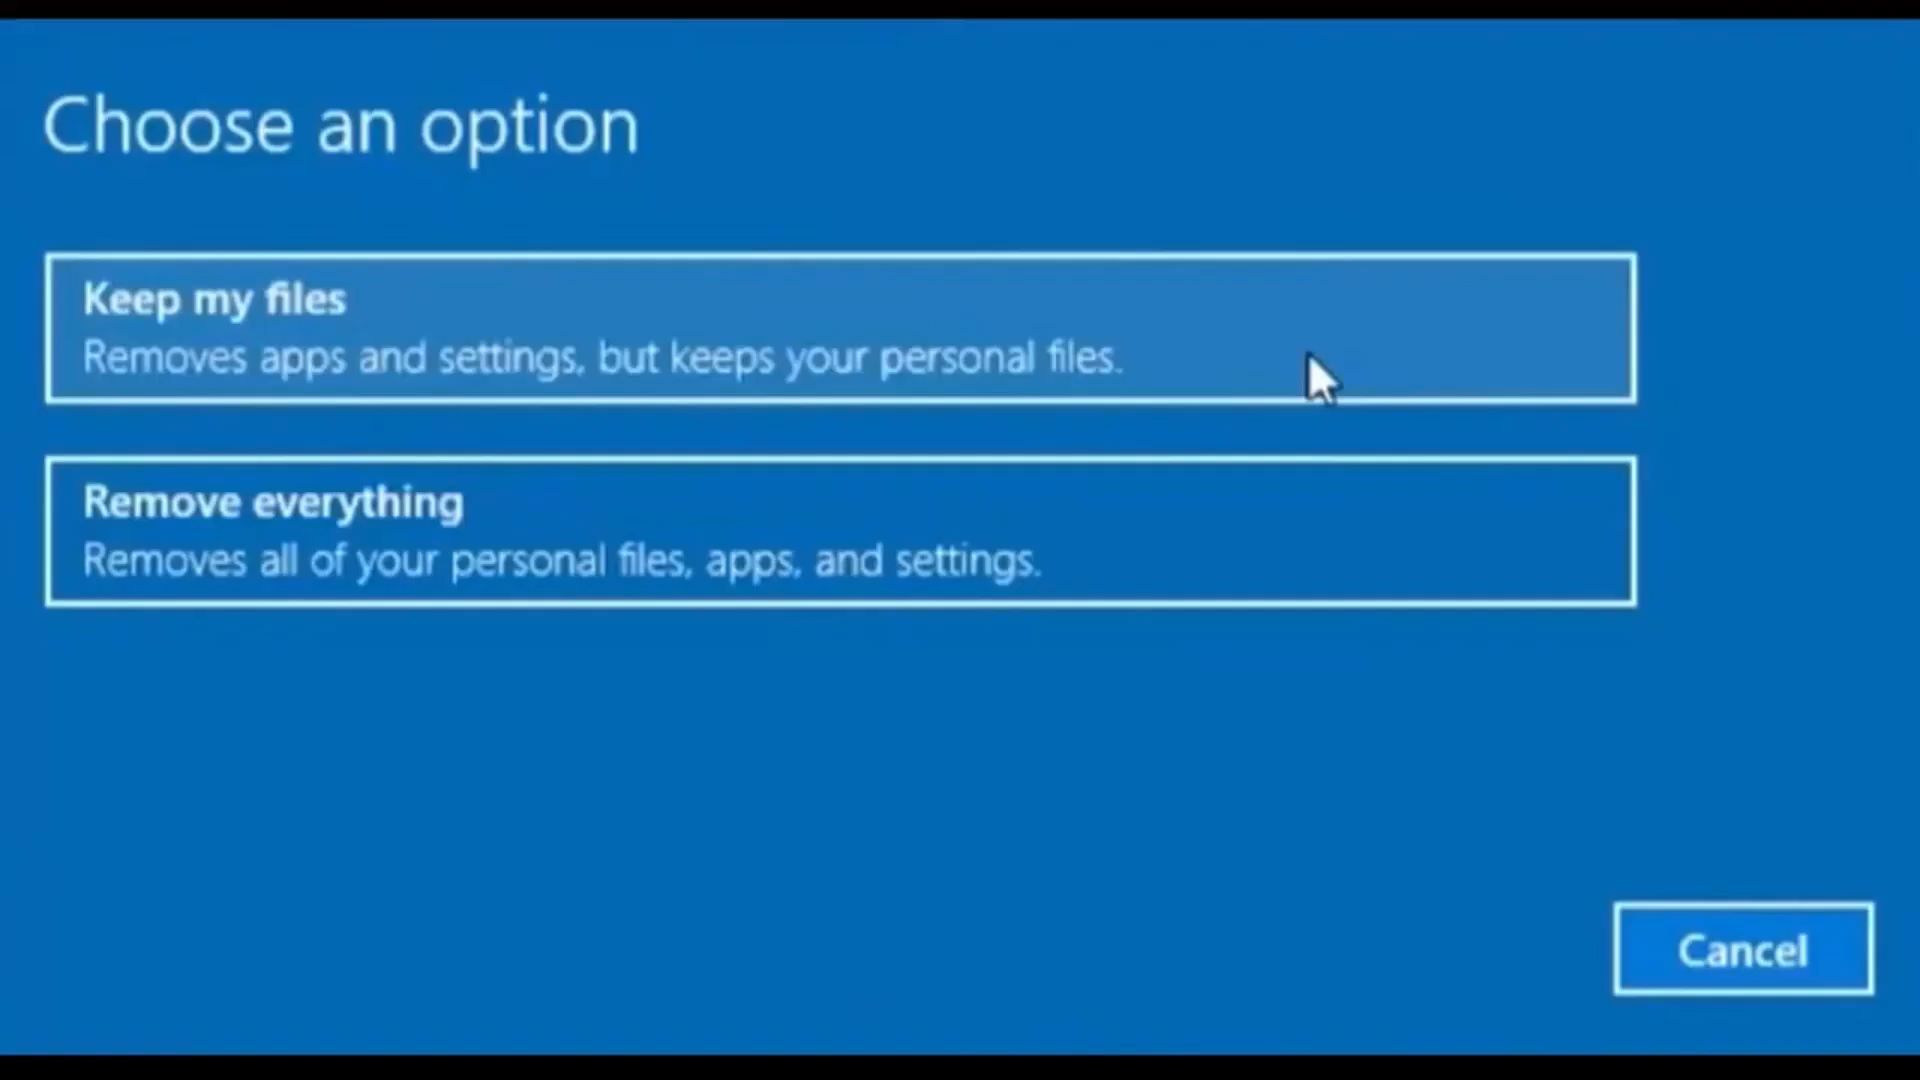 Choose an option
Keep my files
Removes apps and settings, but keeps your personal files.
Remove everything
Removes all of your personal files, apps, and settings.
Cancel